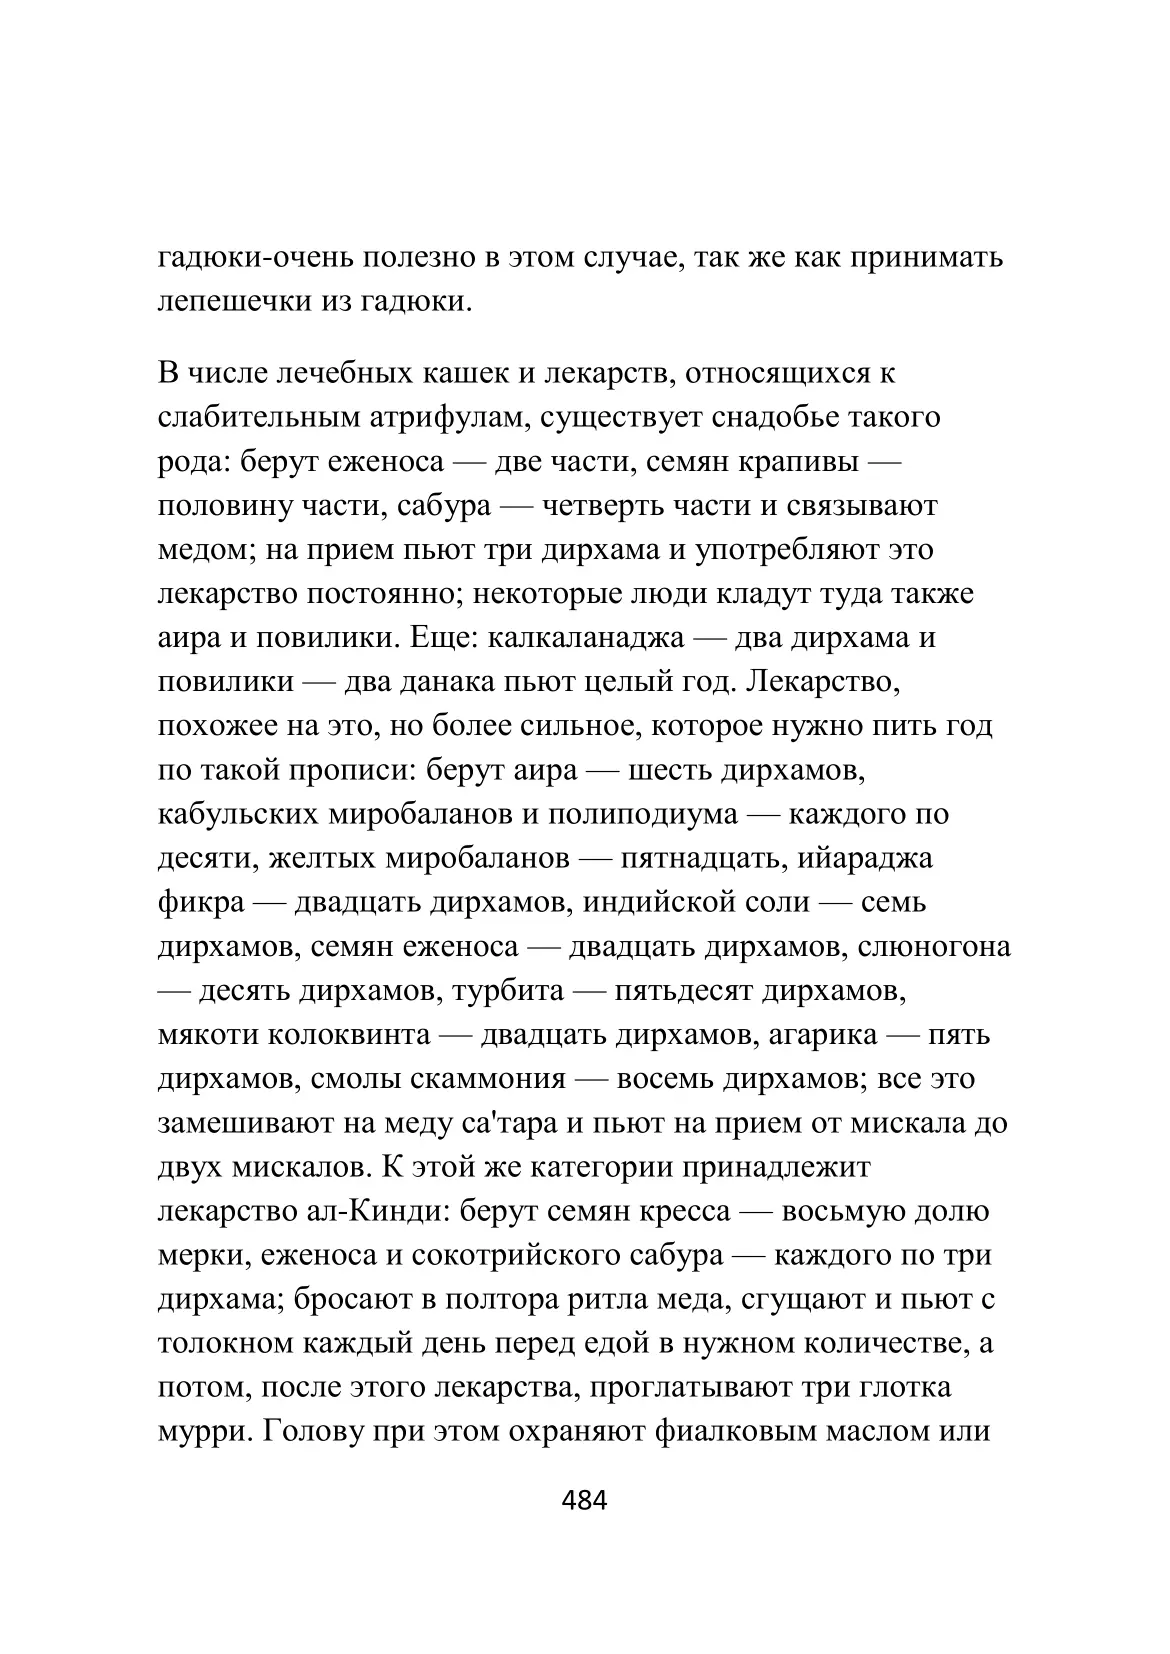 гадюки-очень полезно в этом случае, так же как принимать
лепешечки из гадюки.
В числе лечебных кашек и лекарств, относящихся к
слабительным атрифулам, существует снадобье такого
рода: берут еженоса — две части, семян крапивы —
половину части, сабура — четверть части и связывают
медом; на прием пьют три дирхама и употребляют это
лекарство постоянно; некоторые люди кладут туда также
аира и повилики. Еще: калкаланаджа — два дирхама и
повилики — два данака пьют целый год. Лекарство,
похожее на это, но более сильное, которое нужно пить год
по такой прописи: берут аира — шесть дирхамов,
кабульских миробаланов и полиподиума — каждого по
десяти, желтых миробаланов — пятнадцать, ийараджа
фикра — двадцать дирхамов, индийской соли — семь
дирхамов, семян еженоса — двадцать дирхамов, слюногона
— десять дирхамов, турбита — пятьдесят дирхамов,
мякоти колоквинта — двадцать дирхамов, агарика — пять
дирхамов, смолы скаммония — восемь дирхамов; все это
замешивают на меду са'тара и пьют на прием от мискала до
двух мискалов. К этой же категории принадлежит
лекарство ал-Кинди: берут семян кресса — восьмую долю
мерки, еженоса и сокотрийского сабура — каждого по три
дирхама; бросают в полтора ритла меда, сгущают и пьют с
толокном каждый день перед едой в нужном количестве, а
потом, после этого лекарства, проглатывают три глотка
мурри. Голову при этом охраняют фиалковым маслом или
484